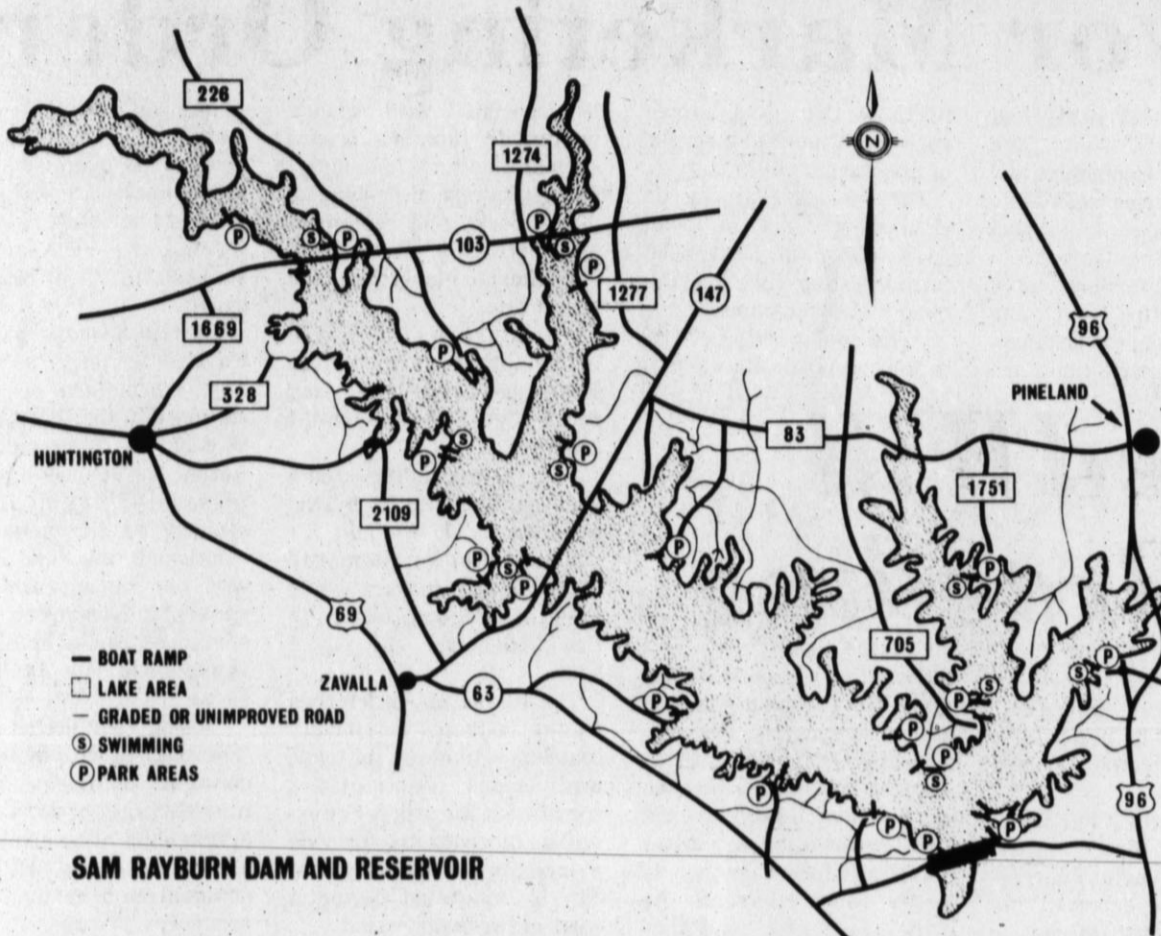 226
1274
N
103
1277
147
96
1669
328
PINELAND
83
HUNTINGTON
1751
2109
69
705
BOAT RAMP
LAKE AREA
GRADED OR UNIMPROVED ROAD
S SWIMMING
P PARK AREAS
ZAVALLA
63
96
P
S
P
P
S
P
P
S
P
P
S
P
P
S
P
P
S
P
P
S
P
S
P
P
P
S
P
P
P
P
SAM RAYBURN DAM AND RESERVOIR